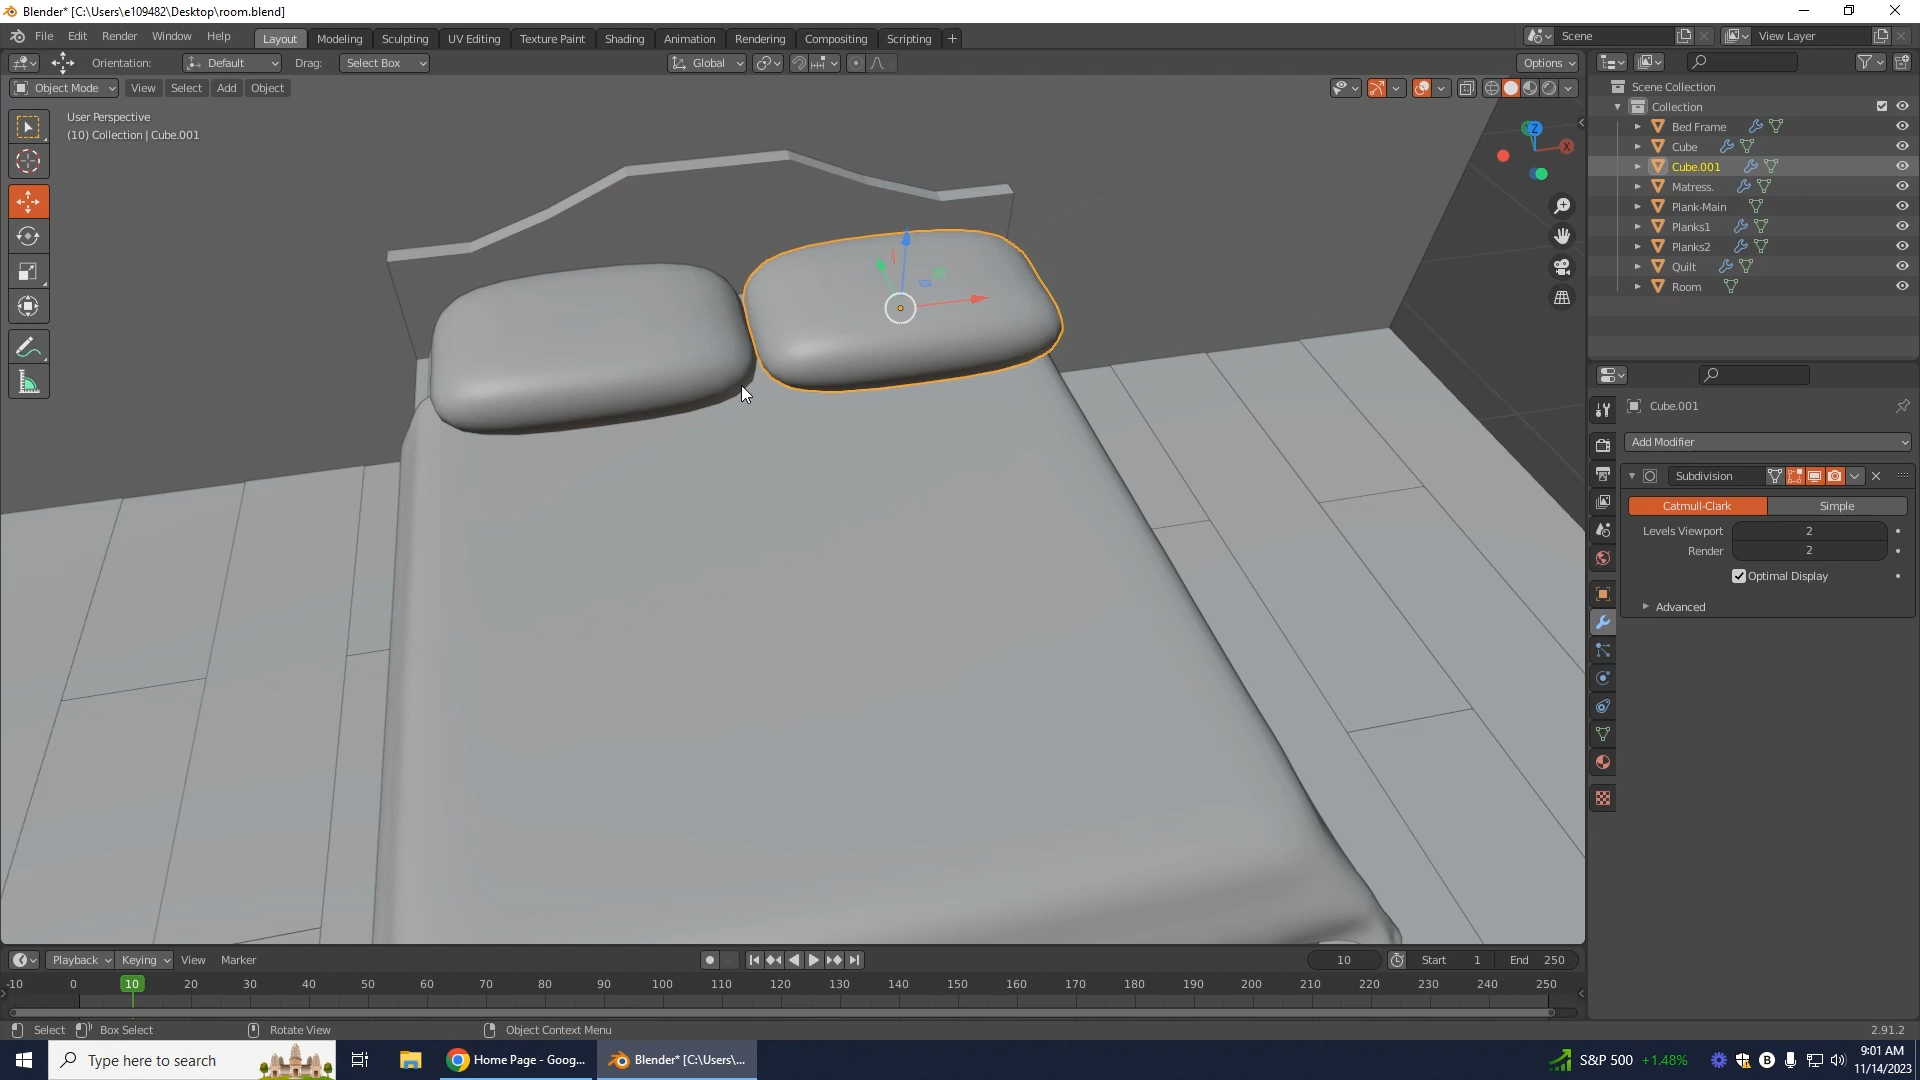 Blender* [C:\Users\e109482\Desktop\room.blend]
File Edit Render Window Help Layout Modeling Sculpting UV Editing Texture Paint Shading Animation Rendering Compositing Scripting + Scene View Layer
Orientation: Default Drag: Select Box Global Options
Object Mode View Select Add Object
User Perspective
(10) Collection | Cube.001
Z
X
Scene Collection
Collection
Bed Frame
Cube
Cube.001
Matress.
Plank-Main
Planks1
Planks2
Quilt
Room
Cube.001
Add Modifier
Subdivision
Catmull-Clark Simple
Levels Viewport 2
Render 2
Optimal Display
Advanced
Playback Keying View Marker 10 Start 1 End 250
-10 0 10 20 30 40 50 60 70 80 90 100 110 120 130 140 150 160 170 180 190 200 210 220 230 240 250
Select Box Select Rotate View Object Context Menu 2.91.2
Type here to search Home Page - Goog... Blender* [C:\Users\... S&P 500 +1.48% 9:01 AM
11/14/2023